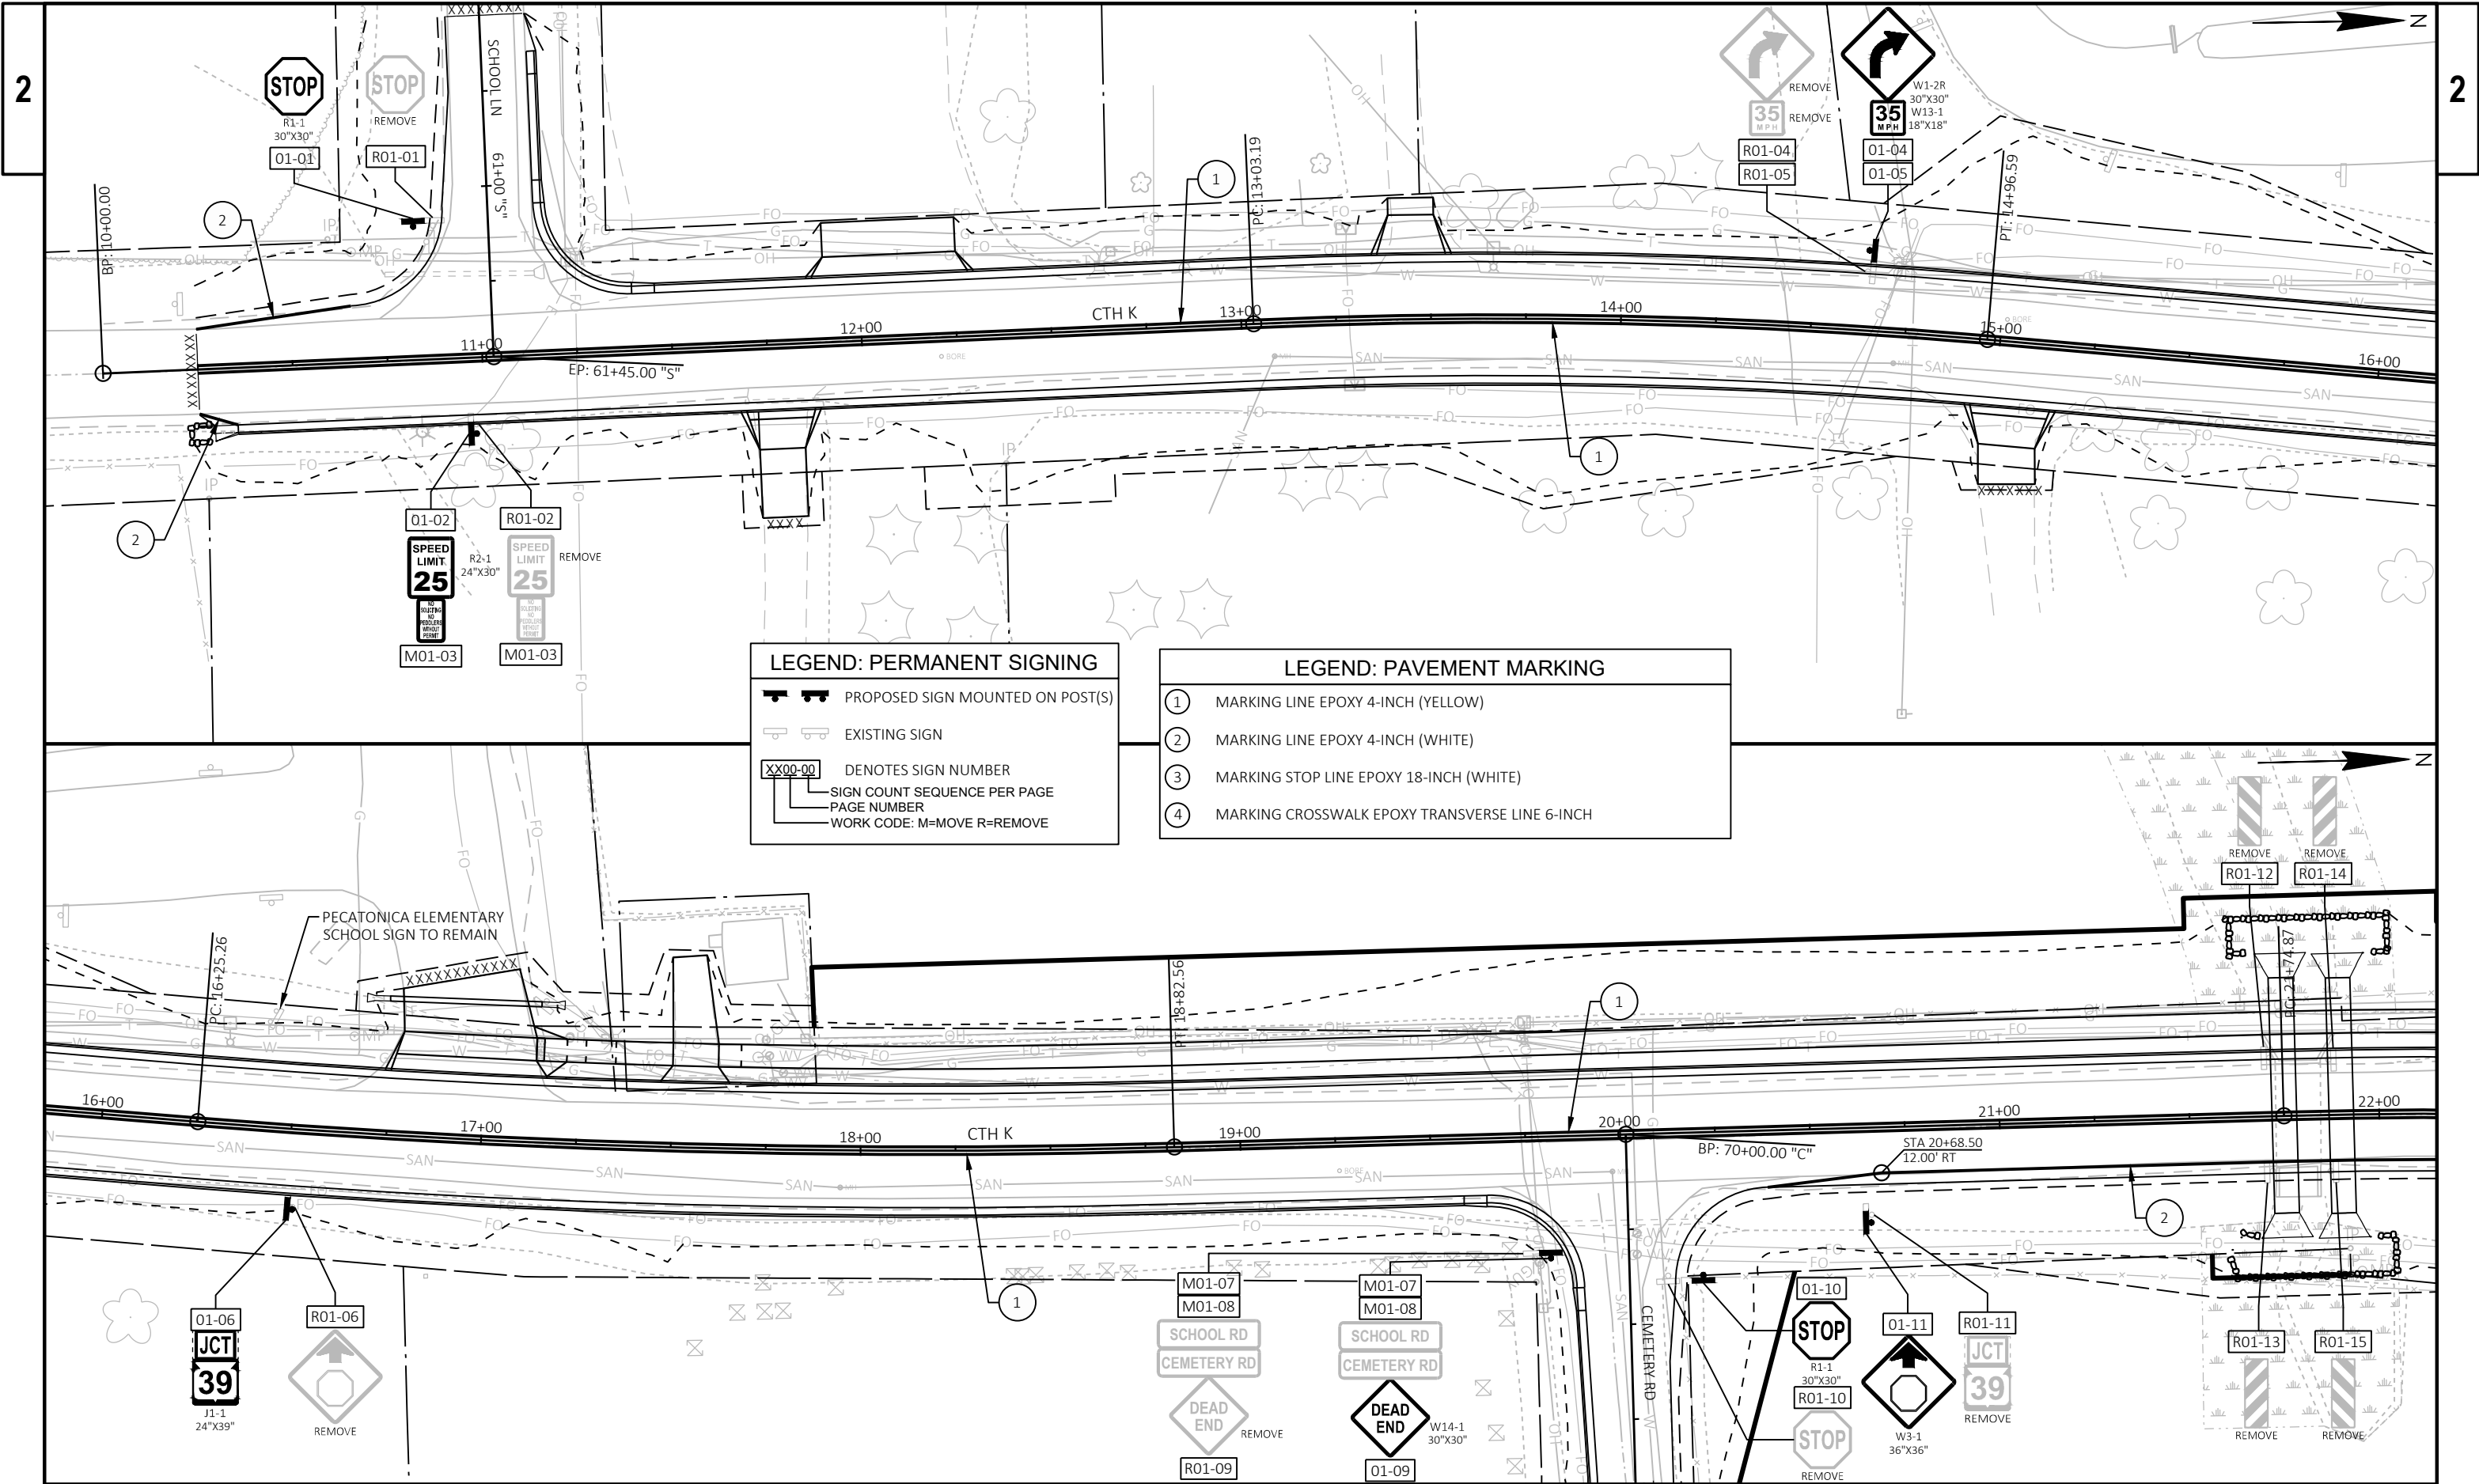 2
2
N
STOP
R1-1
30"X30"
01-01
STOP
REMOVE
R01-01
SCHOOL LN
61+00 "S"
BP: 10+00.00
2
11+00
EP: 61+45.00 "S"
12+00
CTH K
13+00
PC: 13+03.19
1
14+00
1
PT: 14+96.59
15+00
16+00
REMOVE
35
MPH
REMOVE
R01-04
R01-05
W1-2R
30"X30"
W13-1
18"X18"
35
MPH
01-04
01-05
2
01-02
SPEED
LIMIT
25
R2-1
24"X30"
NO
SOLICITING
NO
PEDDLERS
WITHOUT
PERMIT
M01-03
R01-02
SPEED
LIMIT
25
REMOVE
NO
SOLICITING
NO
PEDDLERS
WITHOUT
PERMIT
M01-03
LEGEND: PERMANENT SIGNING
PROPOSED SIGN MOUNTED ON POST(S)
EXISTING SIGN
XX00-00 DENOTES SIGN NUMBER
SIGN COUNT SEQUENCE PER PAGE
PAGE NUMBER
WORK CODE: M=MOVE R=REMOVE
LEGEND: PAVEMENT MARKING
1 MARKING LINE EPOXY 4-INCH (YELLOW)
2 MARKING LINE EPOXY 4-INCH (WHITE)
3 MARKING STOP LINE EPOXY 18-INCH (WHITE)
4 MARKING CROSSWALK EPOXY TRANSVERSE LINE 6-INCH
N
PECATONICA ELEMENTARY
SCHOOL SIGN TO REMAIN
PC: 16+25.26
16+00
17+00
18+00
CTH K
PT: 18+82.56
19+00
1
1
20+00
BP: 70+00.00 "C"
21+00
STA 20+68.50
12.00' RT
PC: 21+74.87
22+00
2
REMOVE
R01-12
REMOVE
R01-14
01-06
JCT
39
J1-1
24"X39"
R01-06
REMOVE
M01-07
M01-08
SCHOOL RD
CEMETERY RD
DEAD
END
REMOVE
R01-09
M01-07
M01-08
SCHOOL RD
CEMETERY RD
DEAD
END
W14-1
30"X30"
01-09
CEMETERY RD
01-10
STOP
R1-1
30"X30"
R01-10
STOP
REMOVE
01-11
W3-1
36"X36"
R01-11
JCT
39
REMOVE
R01-13
REMOVE
R01-15
REMOVE